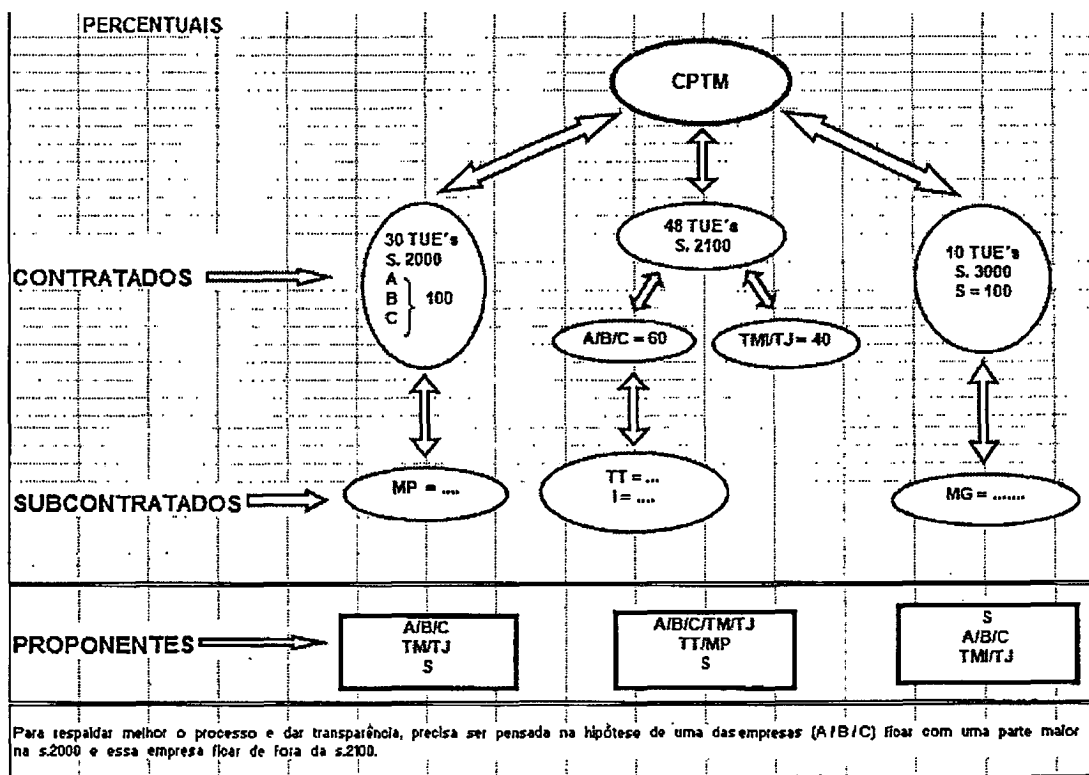 PERCENTUAIS
CPTM
30 TUE´s
S. 2000
A
B
C
100
48 TUE´s
S. 2100
10 TUE´s
S. 3000
S = 100
CONTRATADOS
A/B/C = 60
TMI/TJ = 40
SUBCONTRATADOS
MP = ....
TT = ...
I = ....
MG = .......
PROPONENTES
A/B/C
TM/TJ
S
A/B/C/TM/TJ
TT/MP
S
S
A/B/C
TMI/TJ
Para respaldar melhor o processo e dar transparência, precisa ser pensada na hipótese de uma das empresas (A/B/C) ficar com uma parte maior
na s.2000 e essa empresa ficar de fora da s.2100.